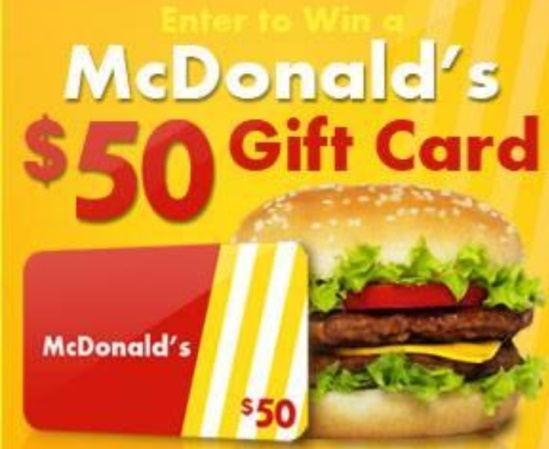 Enter to Win a
McDonald's
$50 Gift Card
McDonald's
$50